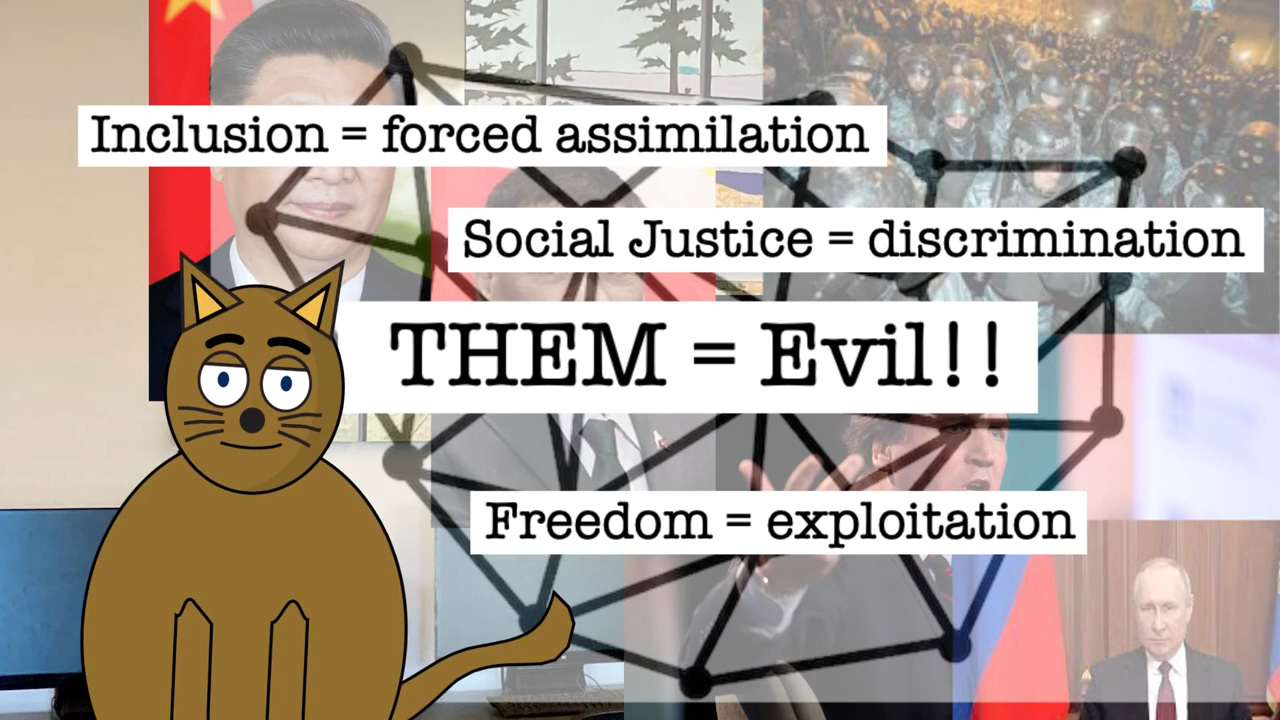 Inclusion = forced assimilation
Social Justice = discrimination
THEM = Evil!!
Freedom = exploitation